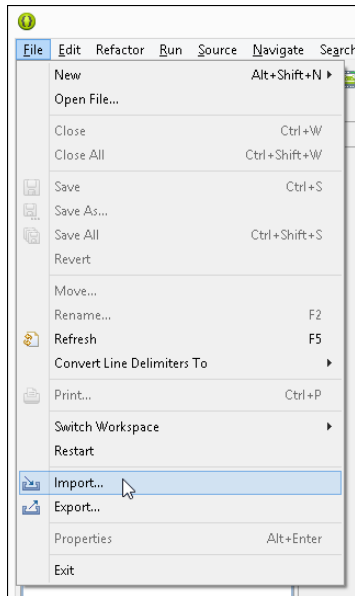 File Edit Refactor Run Source Navigate Search
New Alt+Shift+N
Open File...
Close Ctrl+W
Close All Ctrl+Shift+W
Save Ctrl+S
Save As...
Save All Ctrl+Shift+S
Revert
Move...
Rename... F2
Refresh F5
Convert Line Delimiters To
Print... Ctrl+P
Switch Workspace
Restart
Import...
Export...
Properties Alt+Enter
Exit